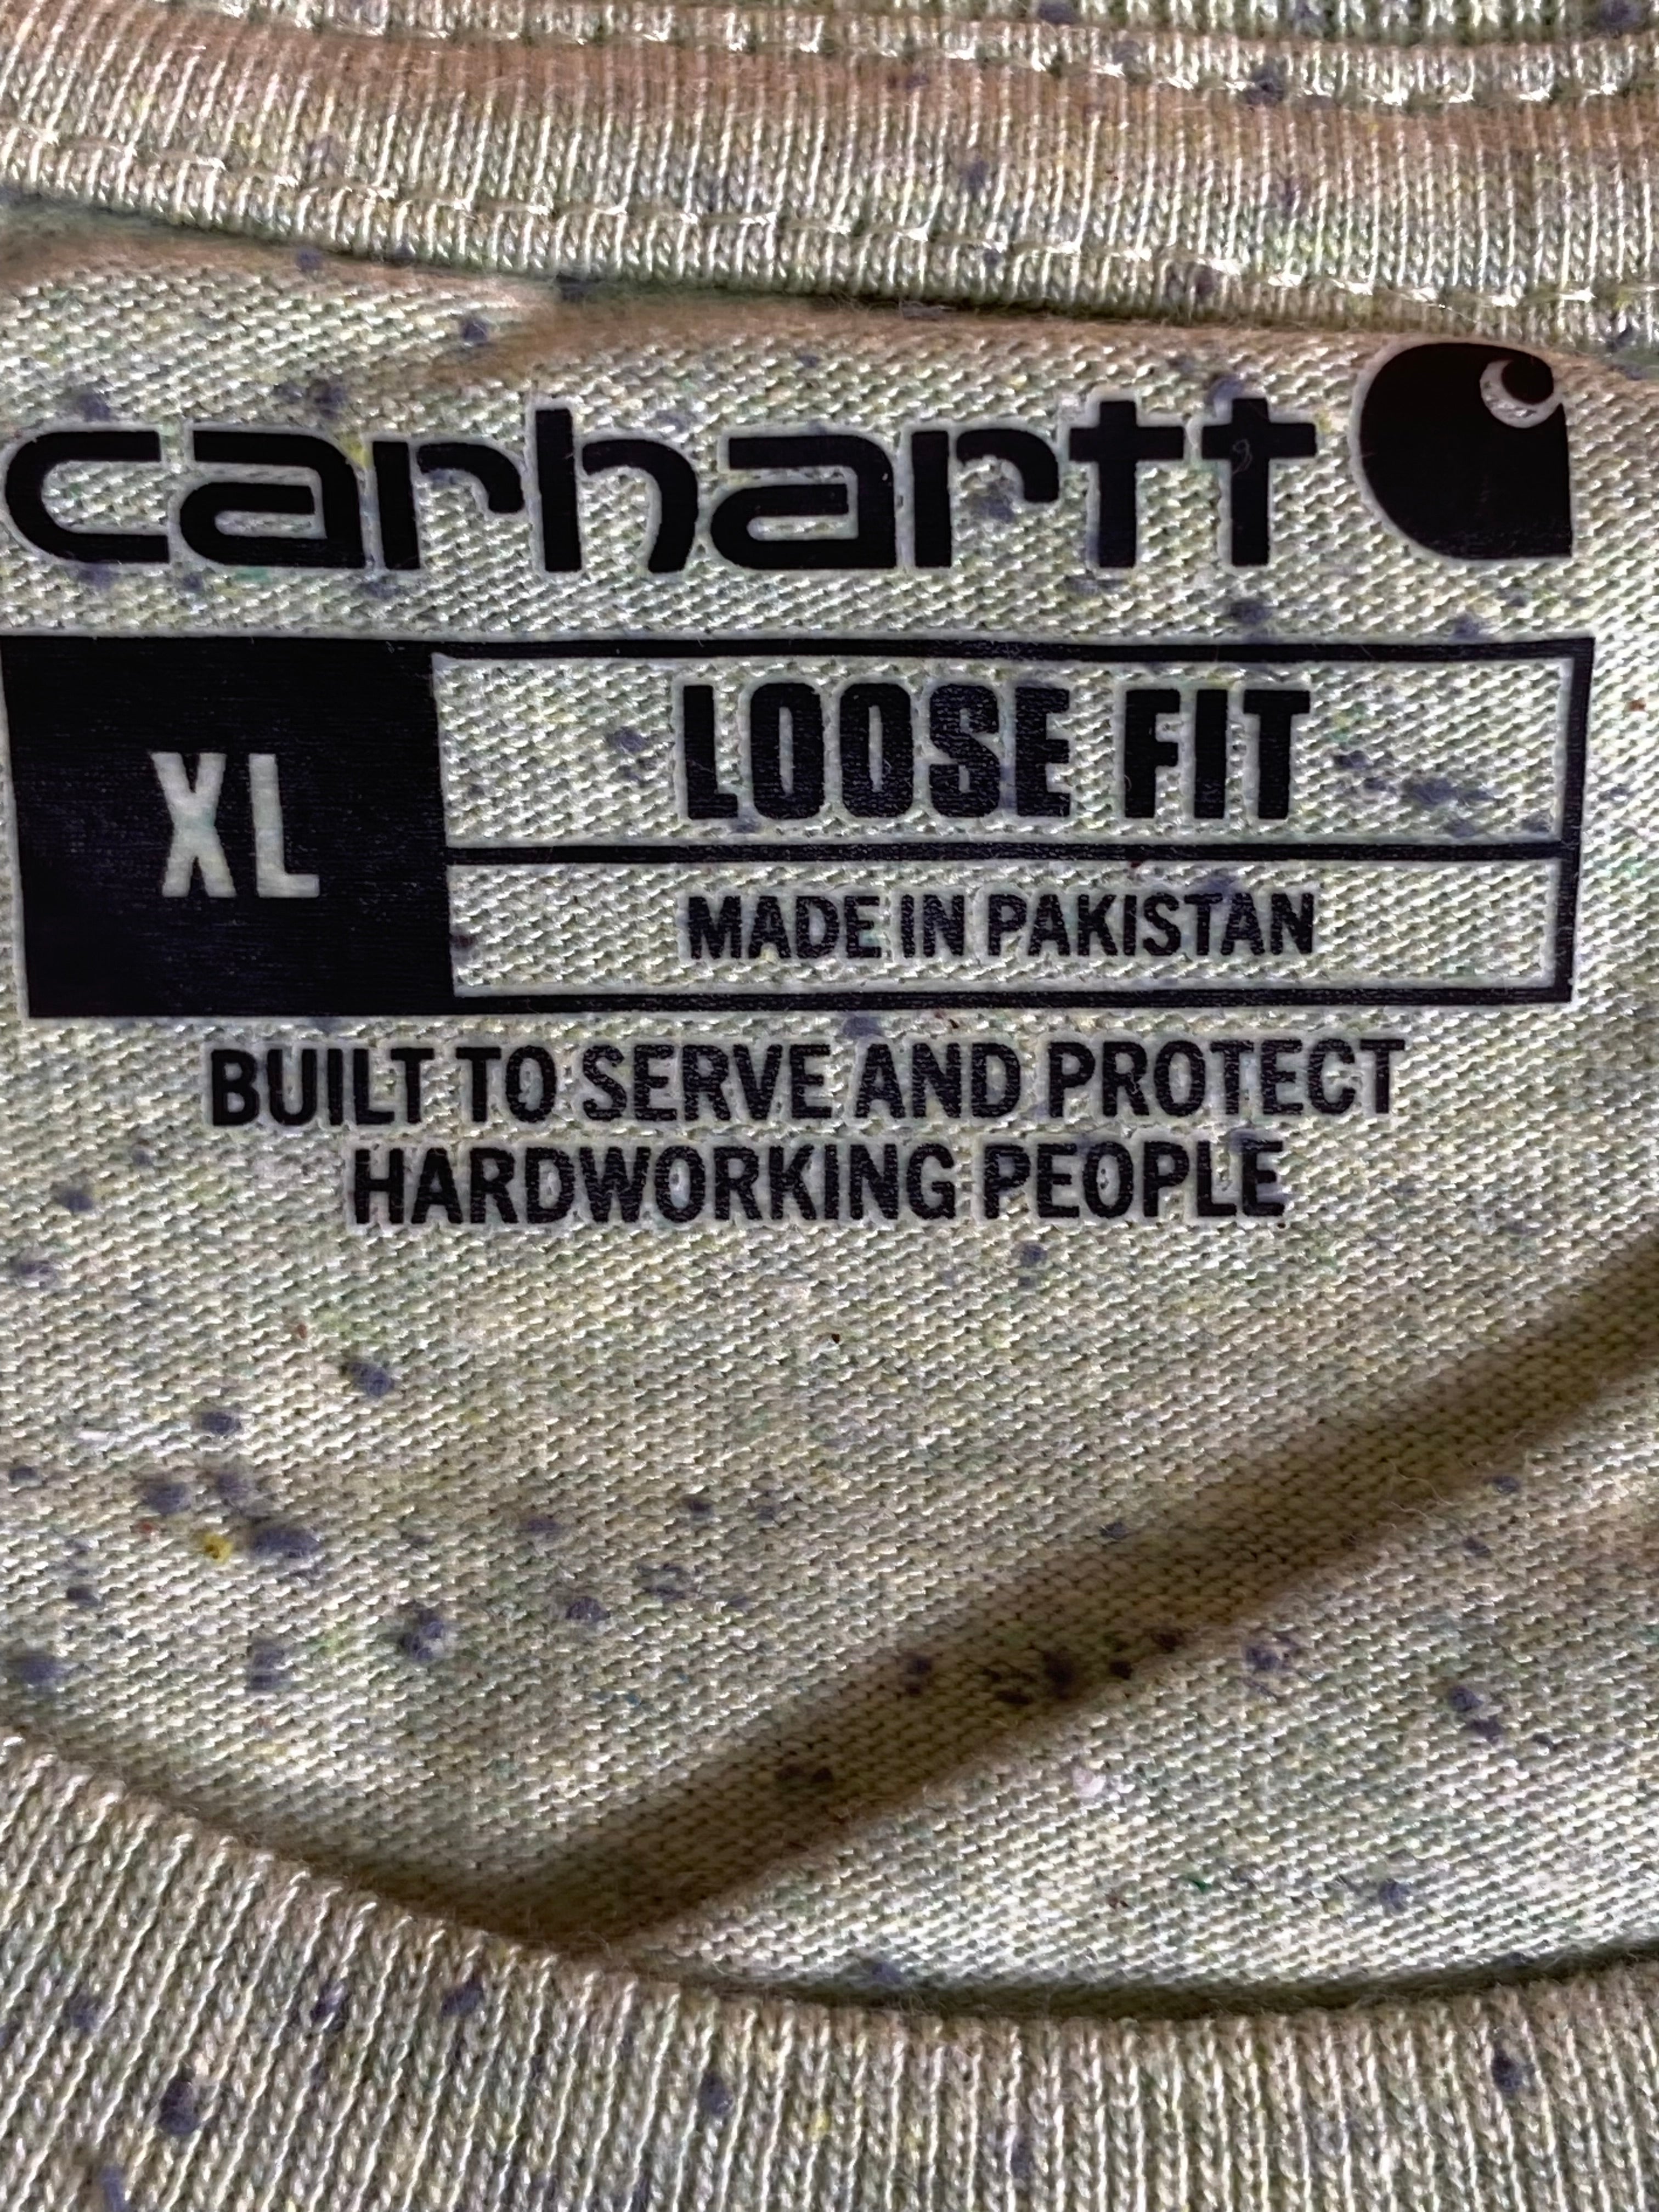 carhartt
XL
LOOSE FIT
MADE IN PAKISTAN
BUILT TO SERVE AND PROTECT
HARDWORKING PEOPLE